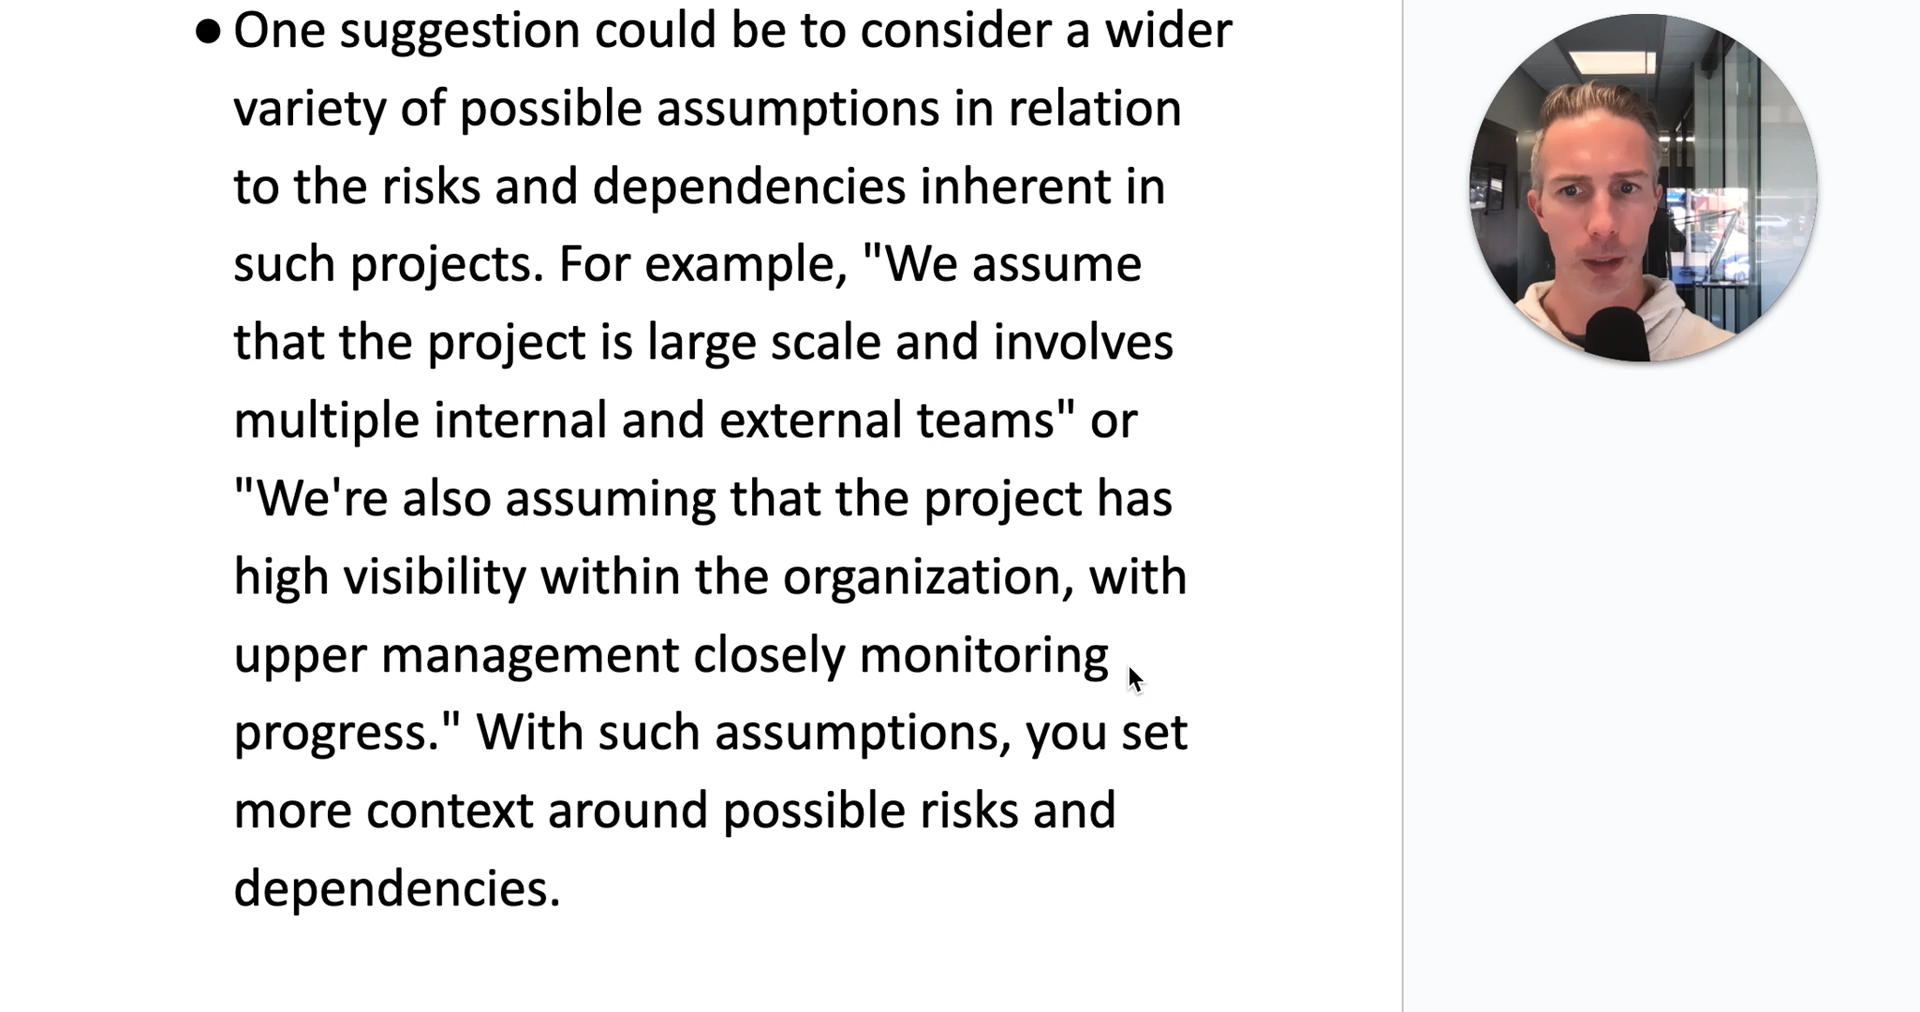 ● One suggestion could be to consider a wider
variety of possible assumptions in relation
to the risks and dependencies inherent in
such projects. For example, "We assume
that the project is large scale and involves
multiple internal and external teams" or
"We're also assuming that the project has
high visibility within the organization, with
upper management closely monitoring
progress." With such assumptions, you set
more context around possible risks and
dependencies.